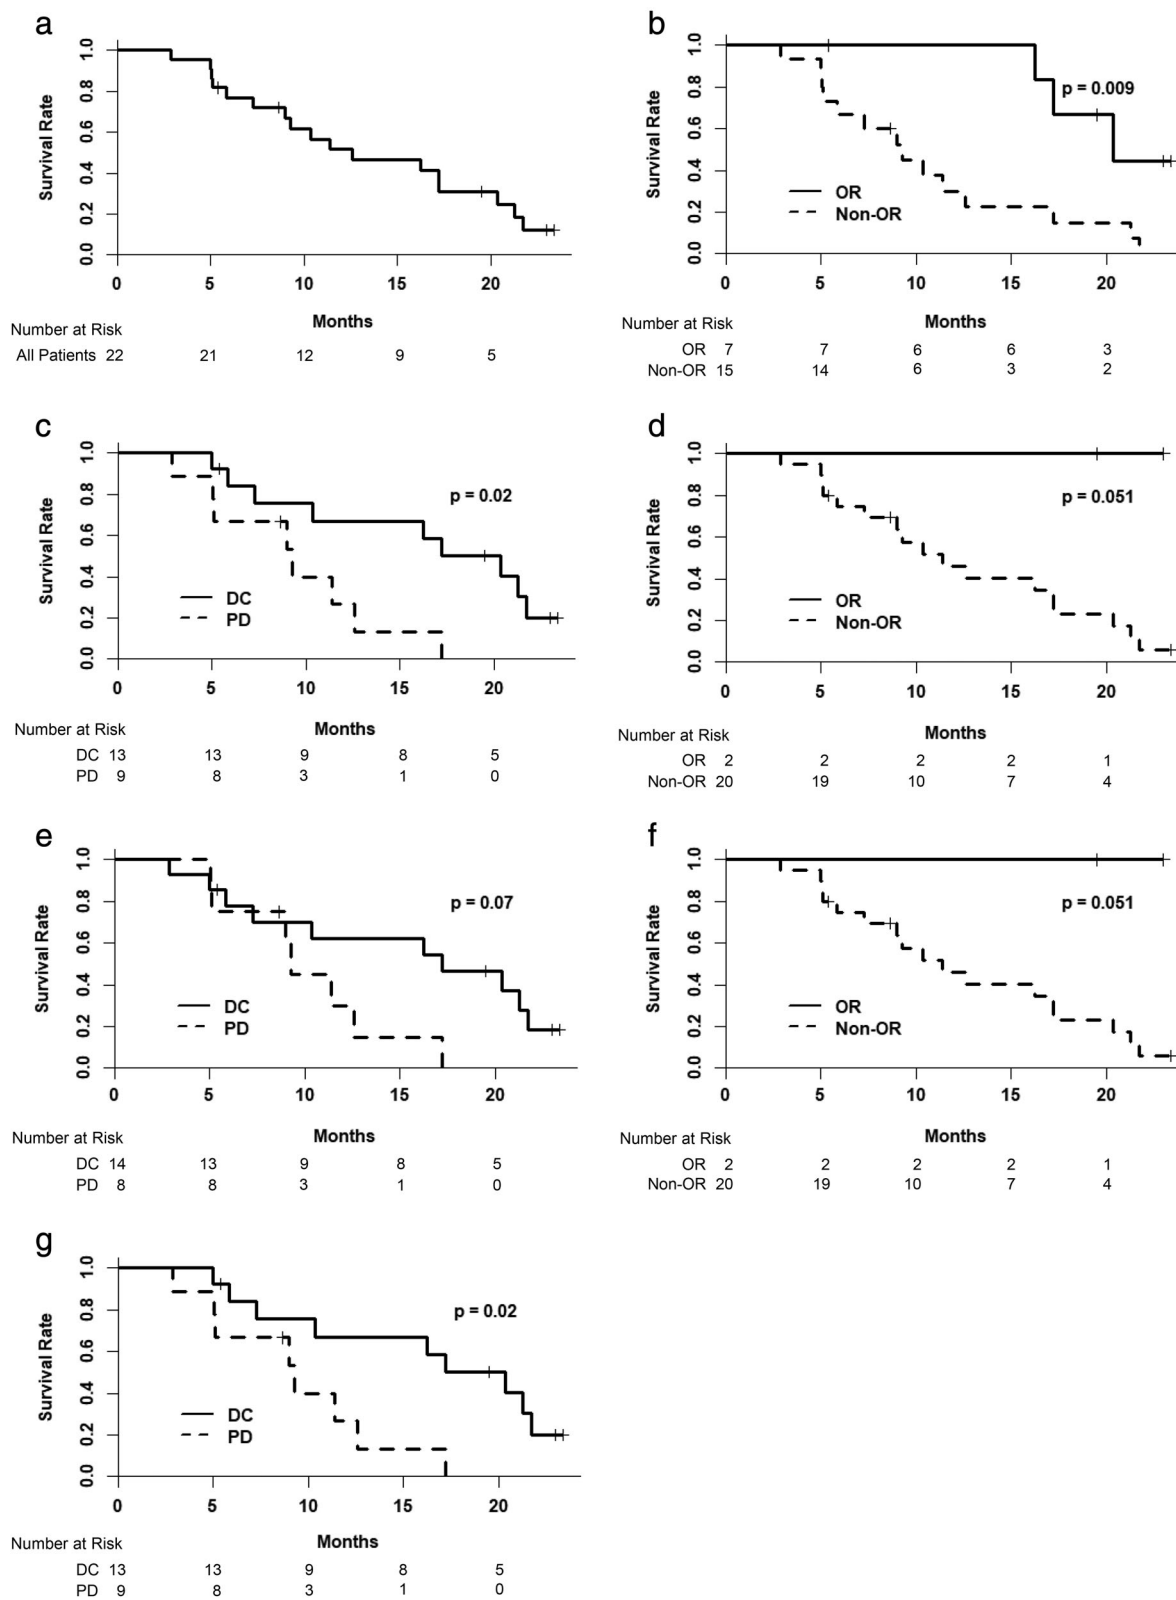 a
Survival Rate
1.0
0.8
0.6
0.4
0.2
0.0
0 5 10 15 20
Months
Number at Risk
All Patients 22 21 12 9 5
b
Survival Rate
1.0
0.8
0.6
0.4
0.2
0.0
p = 0.009
OR
Non-OR
0 5 10 15 20
Months
Number at Risk
OR 7 7 6 6 3
Non-OR 15 14 6 3 2
c
Survival Rate
1.0
0.8
0.6
0.4
0.2
0.0
p = 0.02
DC
PD
0 5 10 15 20
Months
Number at Risk
DC 13 13 9 8 5
PD 9 8 3 1 0
d
Survival Rate
1.0
0.8
0.6
0.4
0.2
0.0
p = 0.051
OR
Non-OR
0 5 10 15 20
Months
Number at Risk
OR 2 2 2 2 1
Non-OR 20 19 10 7 4
e
Survival Rate
1.0
0.8
0.6
0.4
0.2
0.0
p = 0.07
DC
PD
0 5 10 15 20
Months
Number at Risk
DC 14 13 9 8 5
PD 8 8 3 1 0
f
Survival Rate
1.0
0.8
0.6
0.4
0.2
0.0
p = 0.051
OR
Non-OR
0 5 10 15 20
Months
Number at Risk
OR 2 2 2 2 1
Non-OR 20 19 10 7 4
g
Survival Rate
1.0
0.8
0.6
0.4
0.2
0.0
p = 0.02
DC
PD
0 5 10 15 20
Months
Number at Risk
DC 13 13 9 8 5
PD 9 8 3 1 0